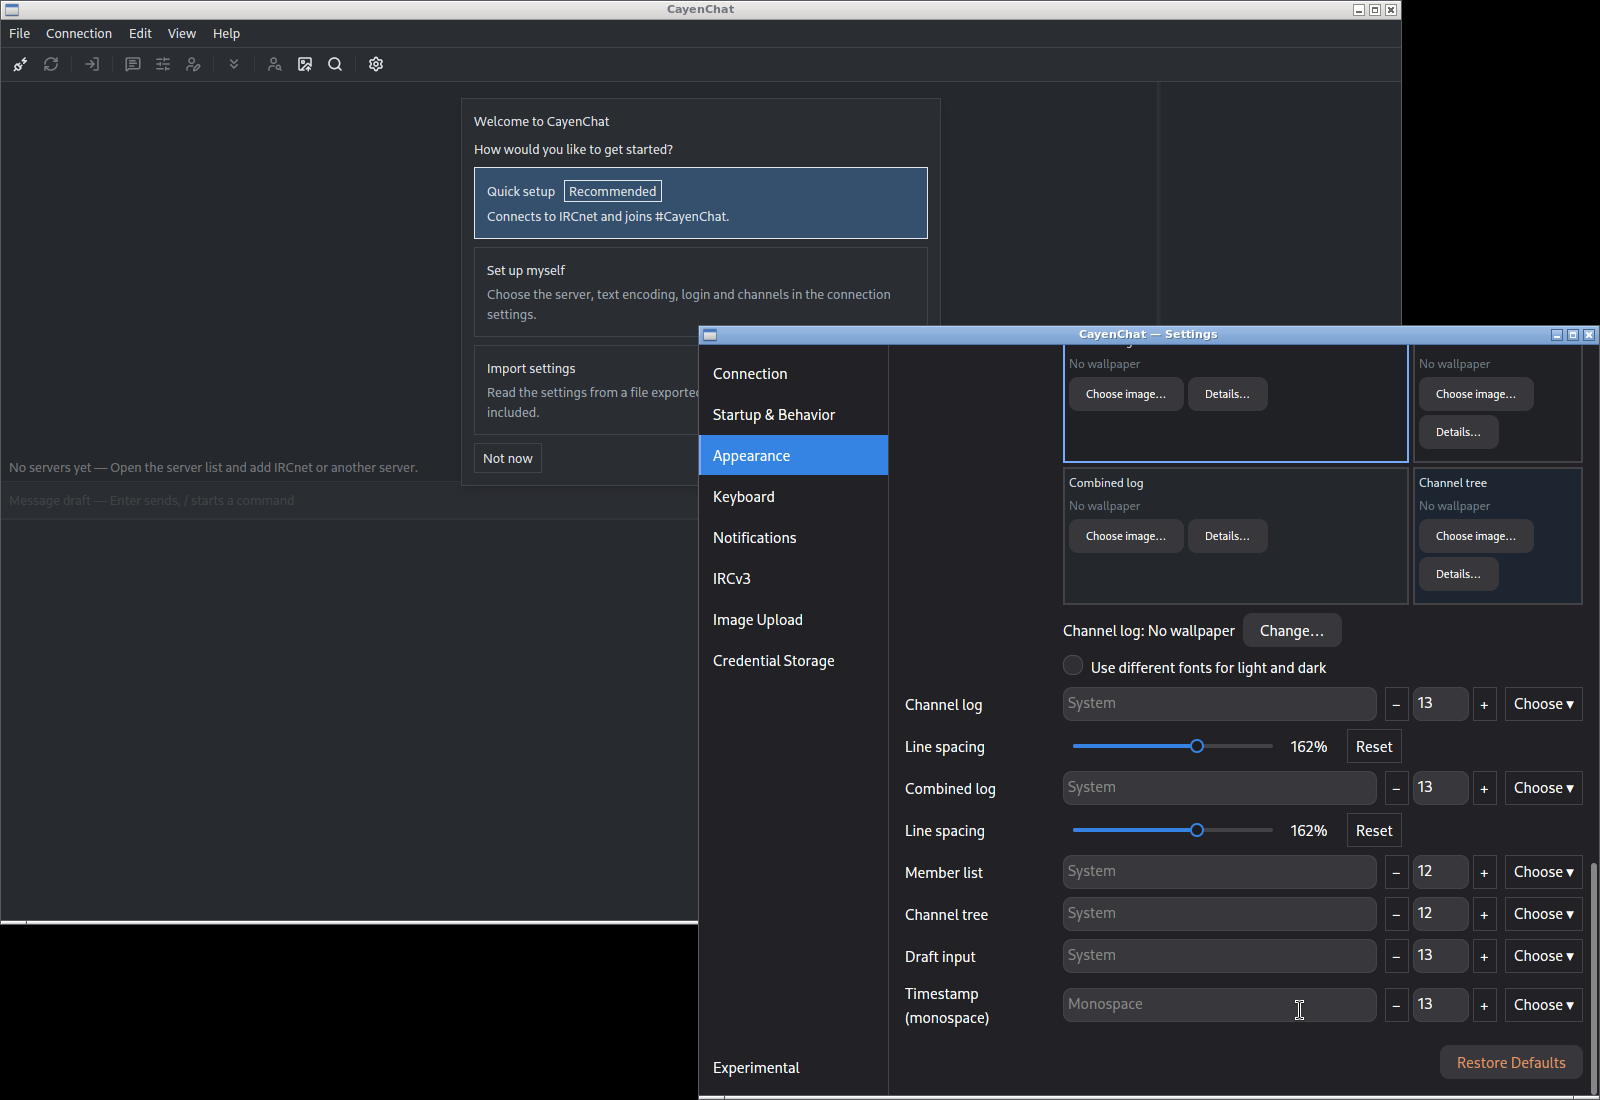 CayenChat
File Connection Edit View Help
Welcome to CayenChat
How would you like to get started?
Quick setup Recommended
Connects to IRCnet and joins #CayenChat.
Set up myself
Choose the server, text encoding, login and channels in the connection
settings.
Import settings
Read the settings from a file exported
included.
Not now
No servers yet — Open the server list and add IRCnet or another server.
Message draft — Enter sends, / starts a command
CayenChat — Settings
Connection
Startup & Behavior
Appearance
Keyboard
Notifications
IRCv3
Image Upload
Credential Storage
Experimental
No wallpaper
Choose image... Details...
No wallpaper
Choose image...
Details...
Combined log
No wallpaper
Choose image... Details...
Channel tree
No wallpaper
Choose image...
Details...
Channel log: No wallpaper Change...
Use different fonts for light and dark
Channel log System − 13 + Choose ▾
Line spacing 162% Reset
Combined log System − 13 + Choose ▾
Line spacing 162% Reset
Member list System − 12 + Choose ▾
Channel tree System − 12 + Choose ▾
Draft input System − 13 + Choose ▾
Timestamp
(monospace) Monospace − 13 + Choose ▾
Restore Defaults